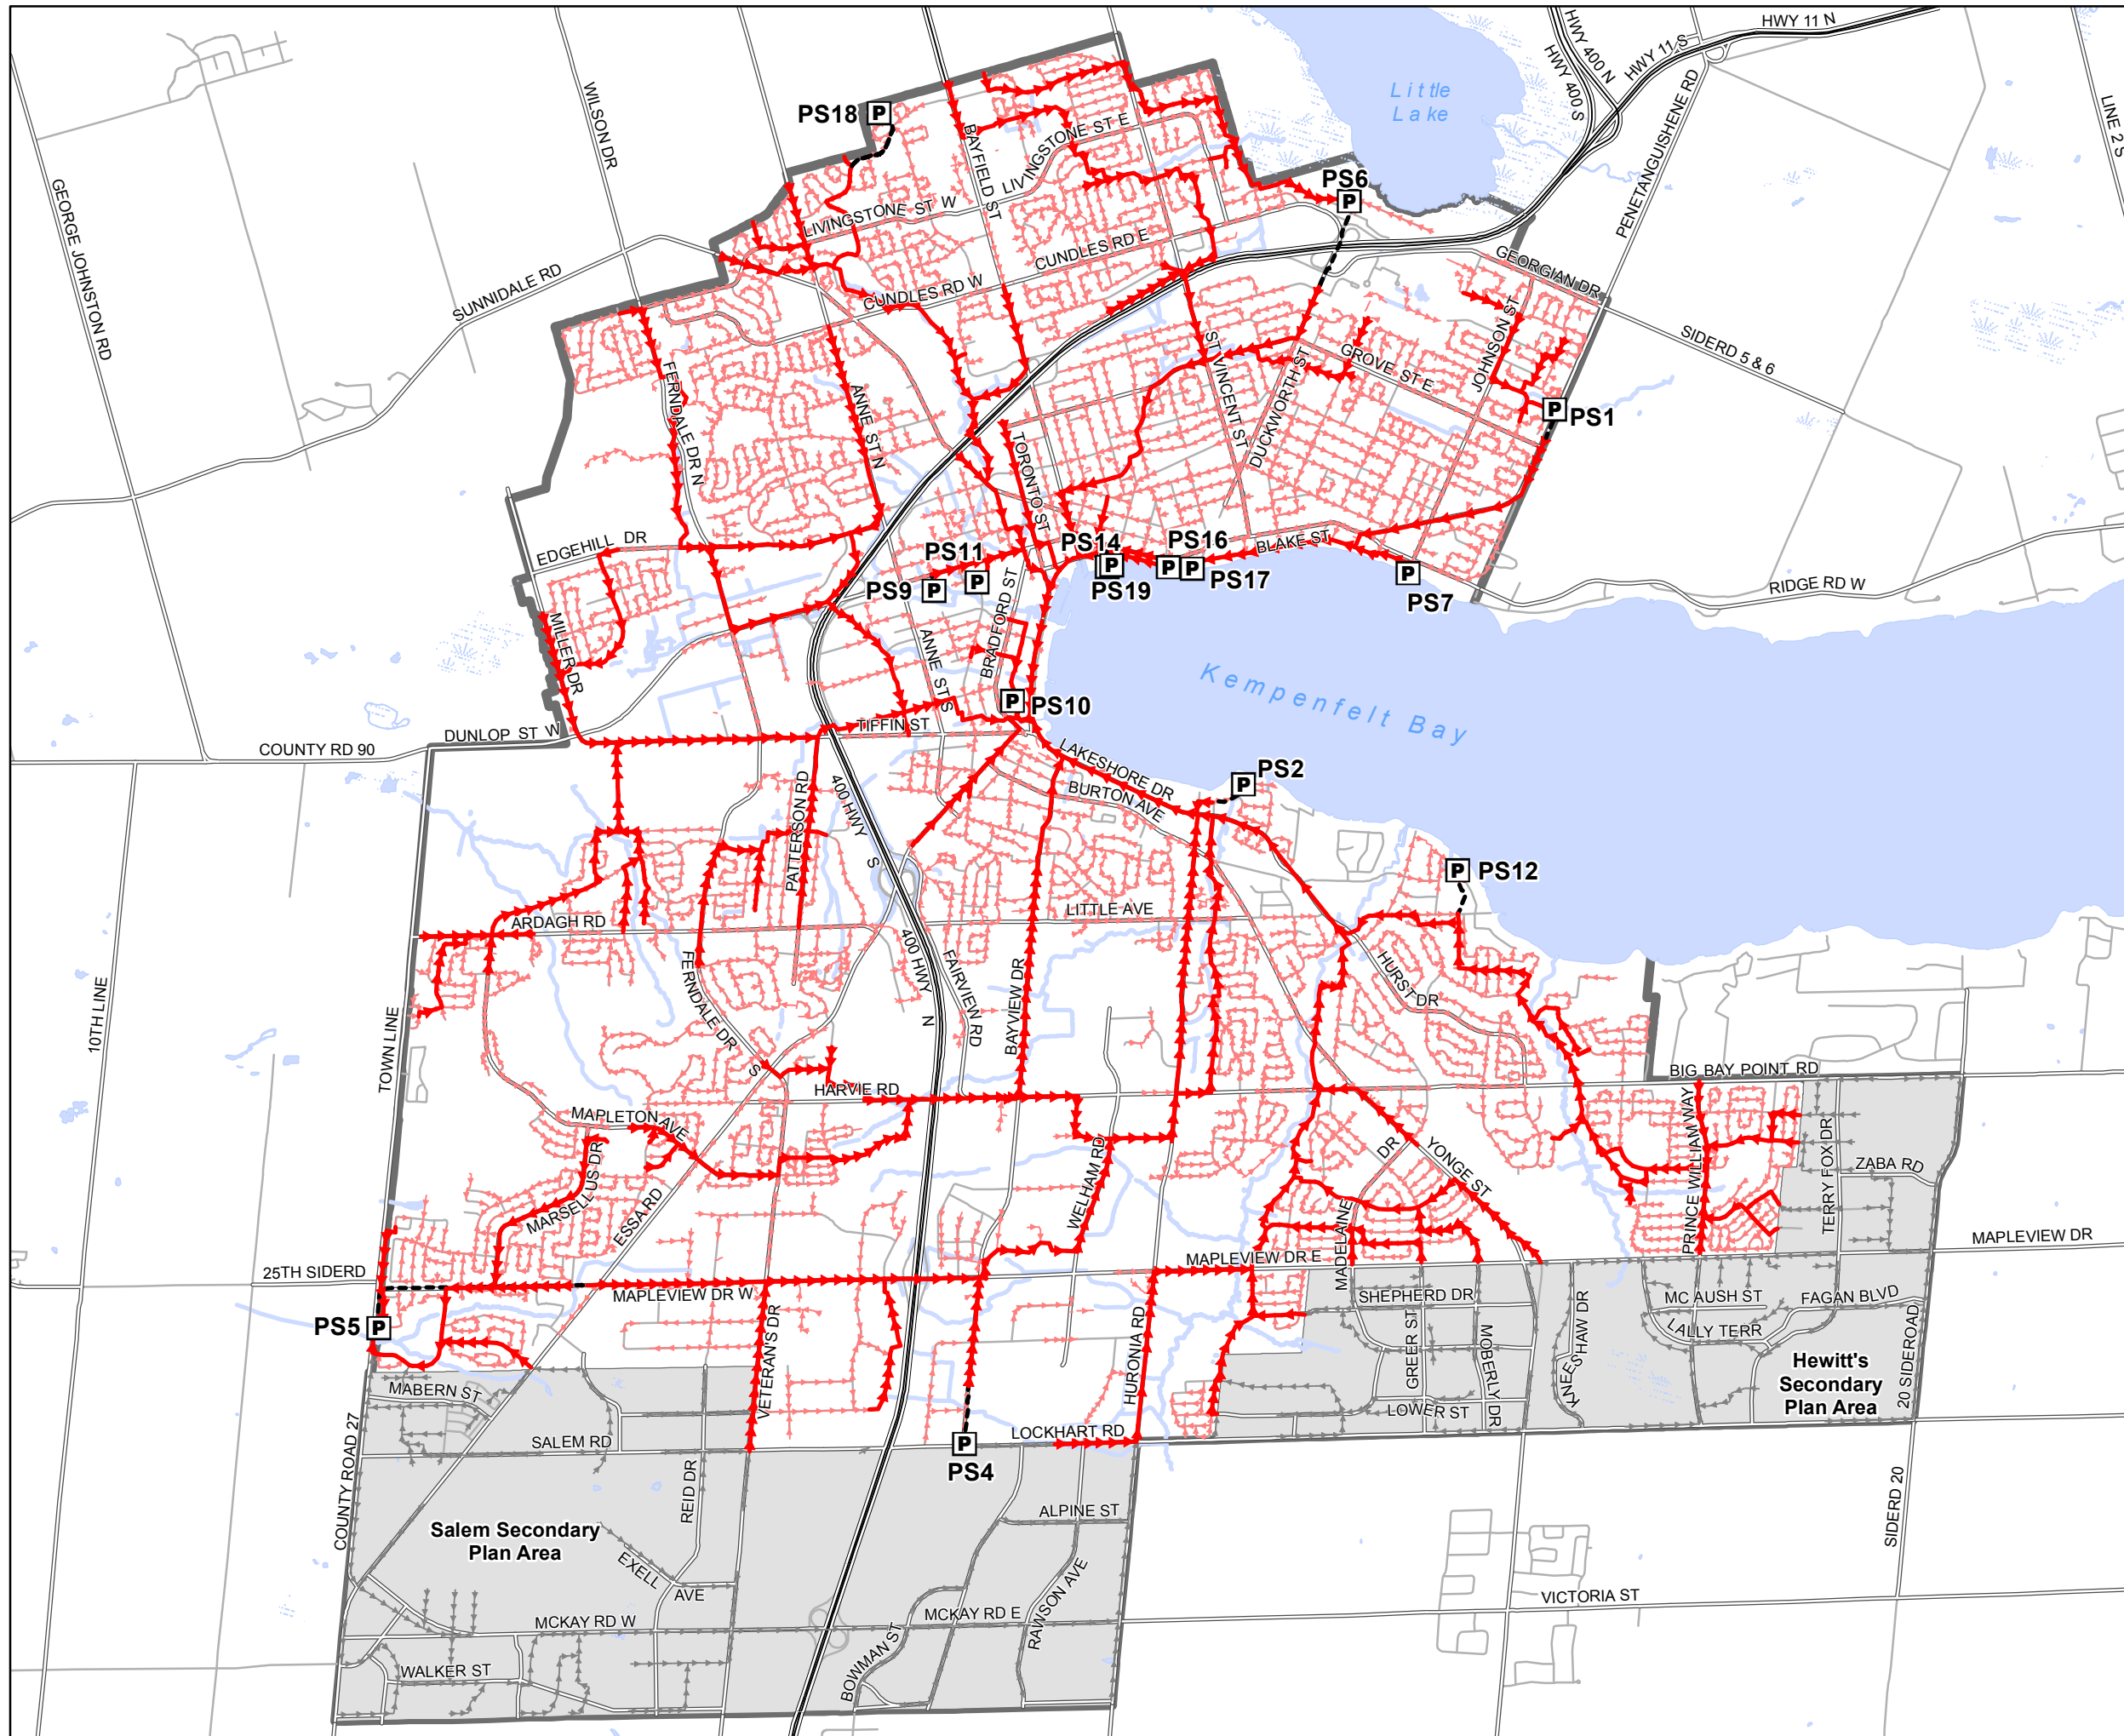 HWY 11 N
HWY 400 N
HWY 11 S
HWY 400 S
LINE 2 S
Little
Lake
WILSON DR
PS18
BAYFIELD ST
LIVINGSTONE ST E
PENETANGUISHENE RD
GEORGE JOHNSTON RD
PS6
LIVINGSTONE ST W
CUNDLES RD E
GEORGIAN DR
SUNNIDALE RD
CUNDLES RD W
JOHNSON ST
SIDERD 5 & 6
ST VINCENT ST
GROVE ST E
FERNDALE DR N
ANNE ST N
DUCKWORTH ST
PS1
TORONTO ST
EDGEHILL DR
PS11
PS14
PS16
BLAKE ST
PS9
PS19
PS17
PS7
RIDGE RD W
MILLER DR
BRADFORD ST
ANNE ST S
Kempenfelt Bay
PS10
TIFFIN ST
DUNLOP ST W
COUNTY RD 90
LAKESHORE DR
PS2
BURTON AVE
PATTERSON RD
400 HWY S
PS12
LITTLE AVE
ARDAGH RD
400 HWY N
FAIRVIEW RD
FERNDALE DR S
BAYVIEW DR
HURST DR
10TH LINE
TOWN LINE
HARVIE RD
BIG BAY POINT RD
MAPLETON AVE
PRINCE WILLIAM WAY
TERRY FOX DR
ZABA RD
MARSELLUS DR
WELHAM RD
YONGE ST
MADELAINE DR
ESSA RD
MAPLEVIEW DR E
MAPLEVIEW DR
25TH SIDERD
MAPLEVIEW DR W
SHEPHERD DR
MC AUSH ST
FAGAN BLVD
PS5
VETERAN'S DR
HURONIA RD
GREER ST
MOBERLY DR
KNEESHAW DR
LALLY TERR
20 SIDEROAD
Hewitt's
Secondary
Plan Area
MABERN ST
LOWER ST
COUNTY ROAD 27
SALEM RD
LOCKHART RD
PS4
REID DR
SIDERD 20
Salem Secondary
Plan Area
ALPINE ST
EXELL AVE
RAWSON AVE
VICTORIA ST
MCKAY RD W
MCKAY RD E
BOWMAN ST
WALKER ST
P
P
P
P
P
P
P
P
P
P
P
P
P
P